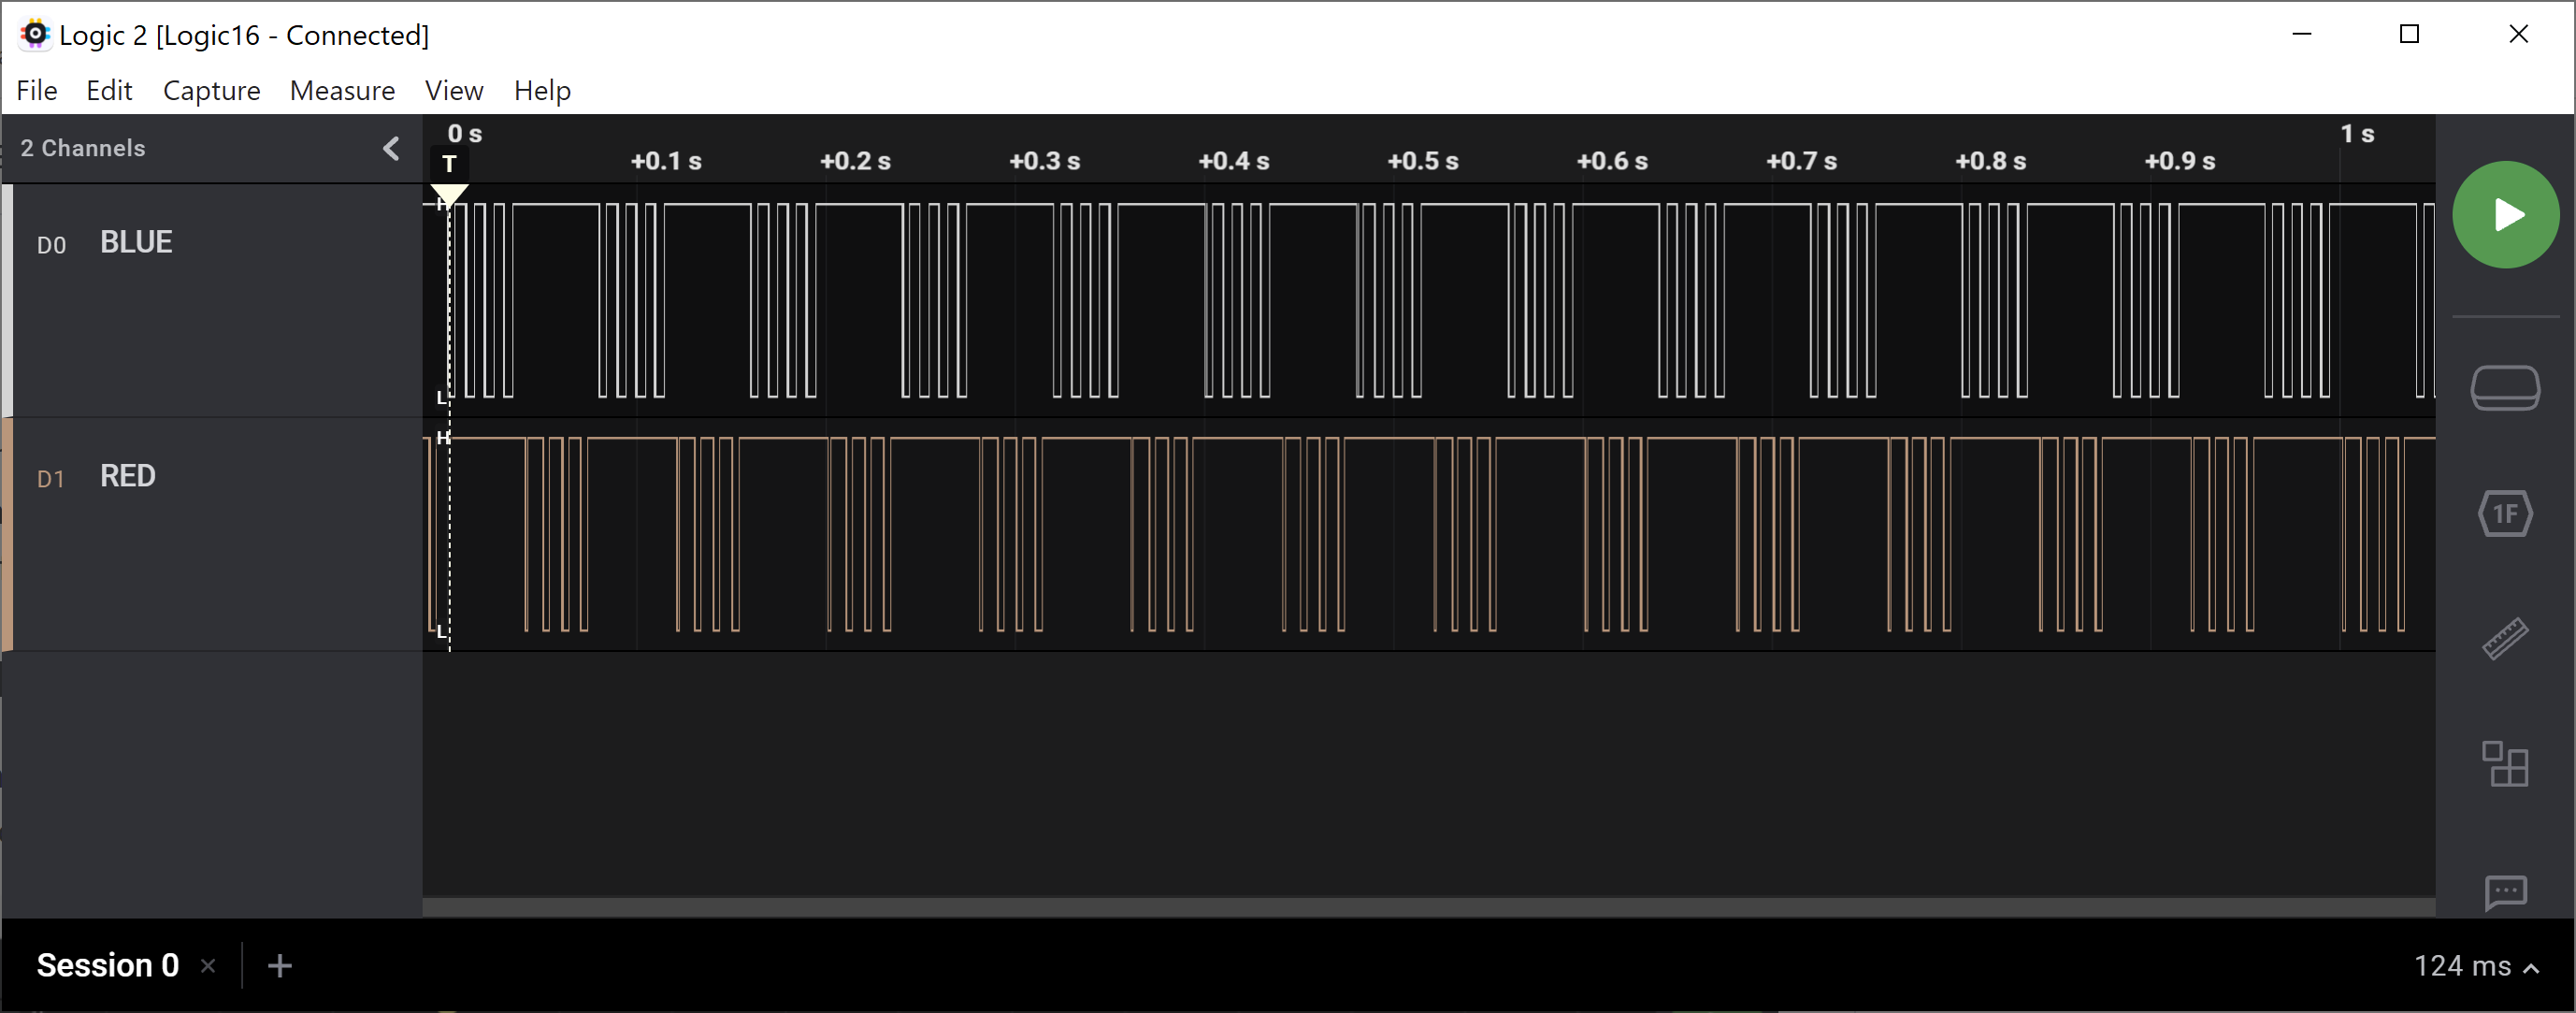 Logic 2 [Logic16 - Connected]
File Edit Capture Measure View Help
2 Channels
0 s
1 s
T
+0.1 s +0.2 s +0.3 s +0.4 s +0.5 s +0.6 s +0.7 s +0.8 s +0.9 s
H
D0 BLUE
L
H
D1 RED
L
1F
Session 0
124 ms